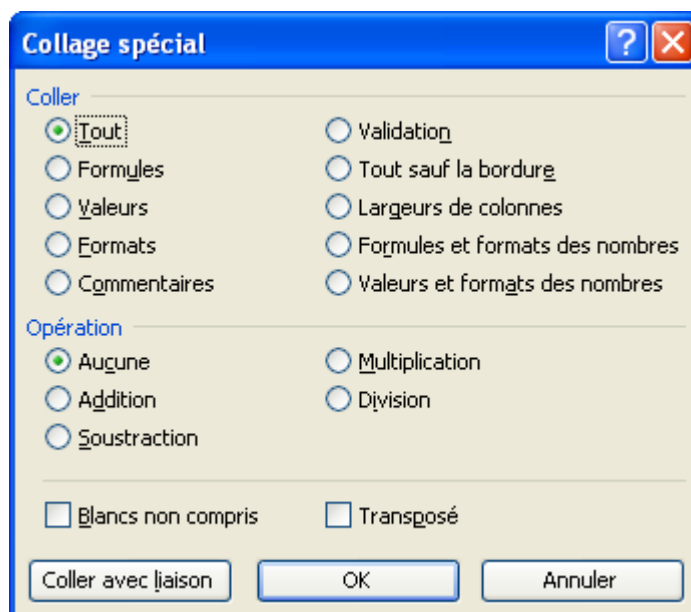 Collage spécial
Coller
Tout Validation
Formules Tout sauf la bordure
Valeurs Largeurs de colonnes
Formats Formules et formats des nombres
Commentaires Valeurs et formats des nombres
Opération
Aucune Multiplication
Addition Division
Soustraction
Blancs non compris Transposé
Coller avec liaison OK Annuler